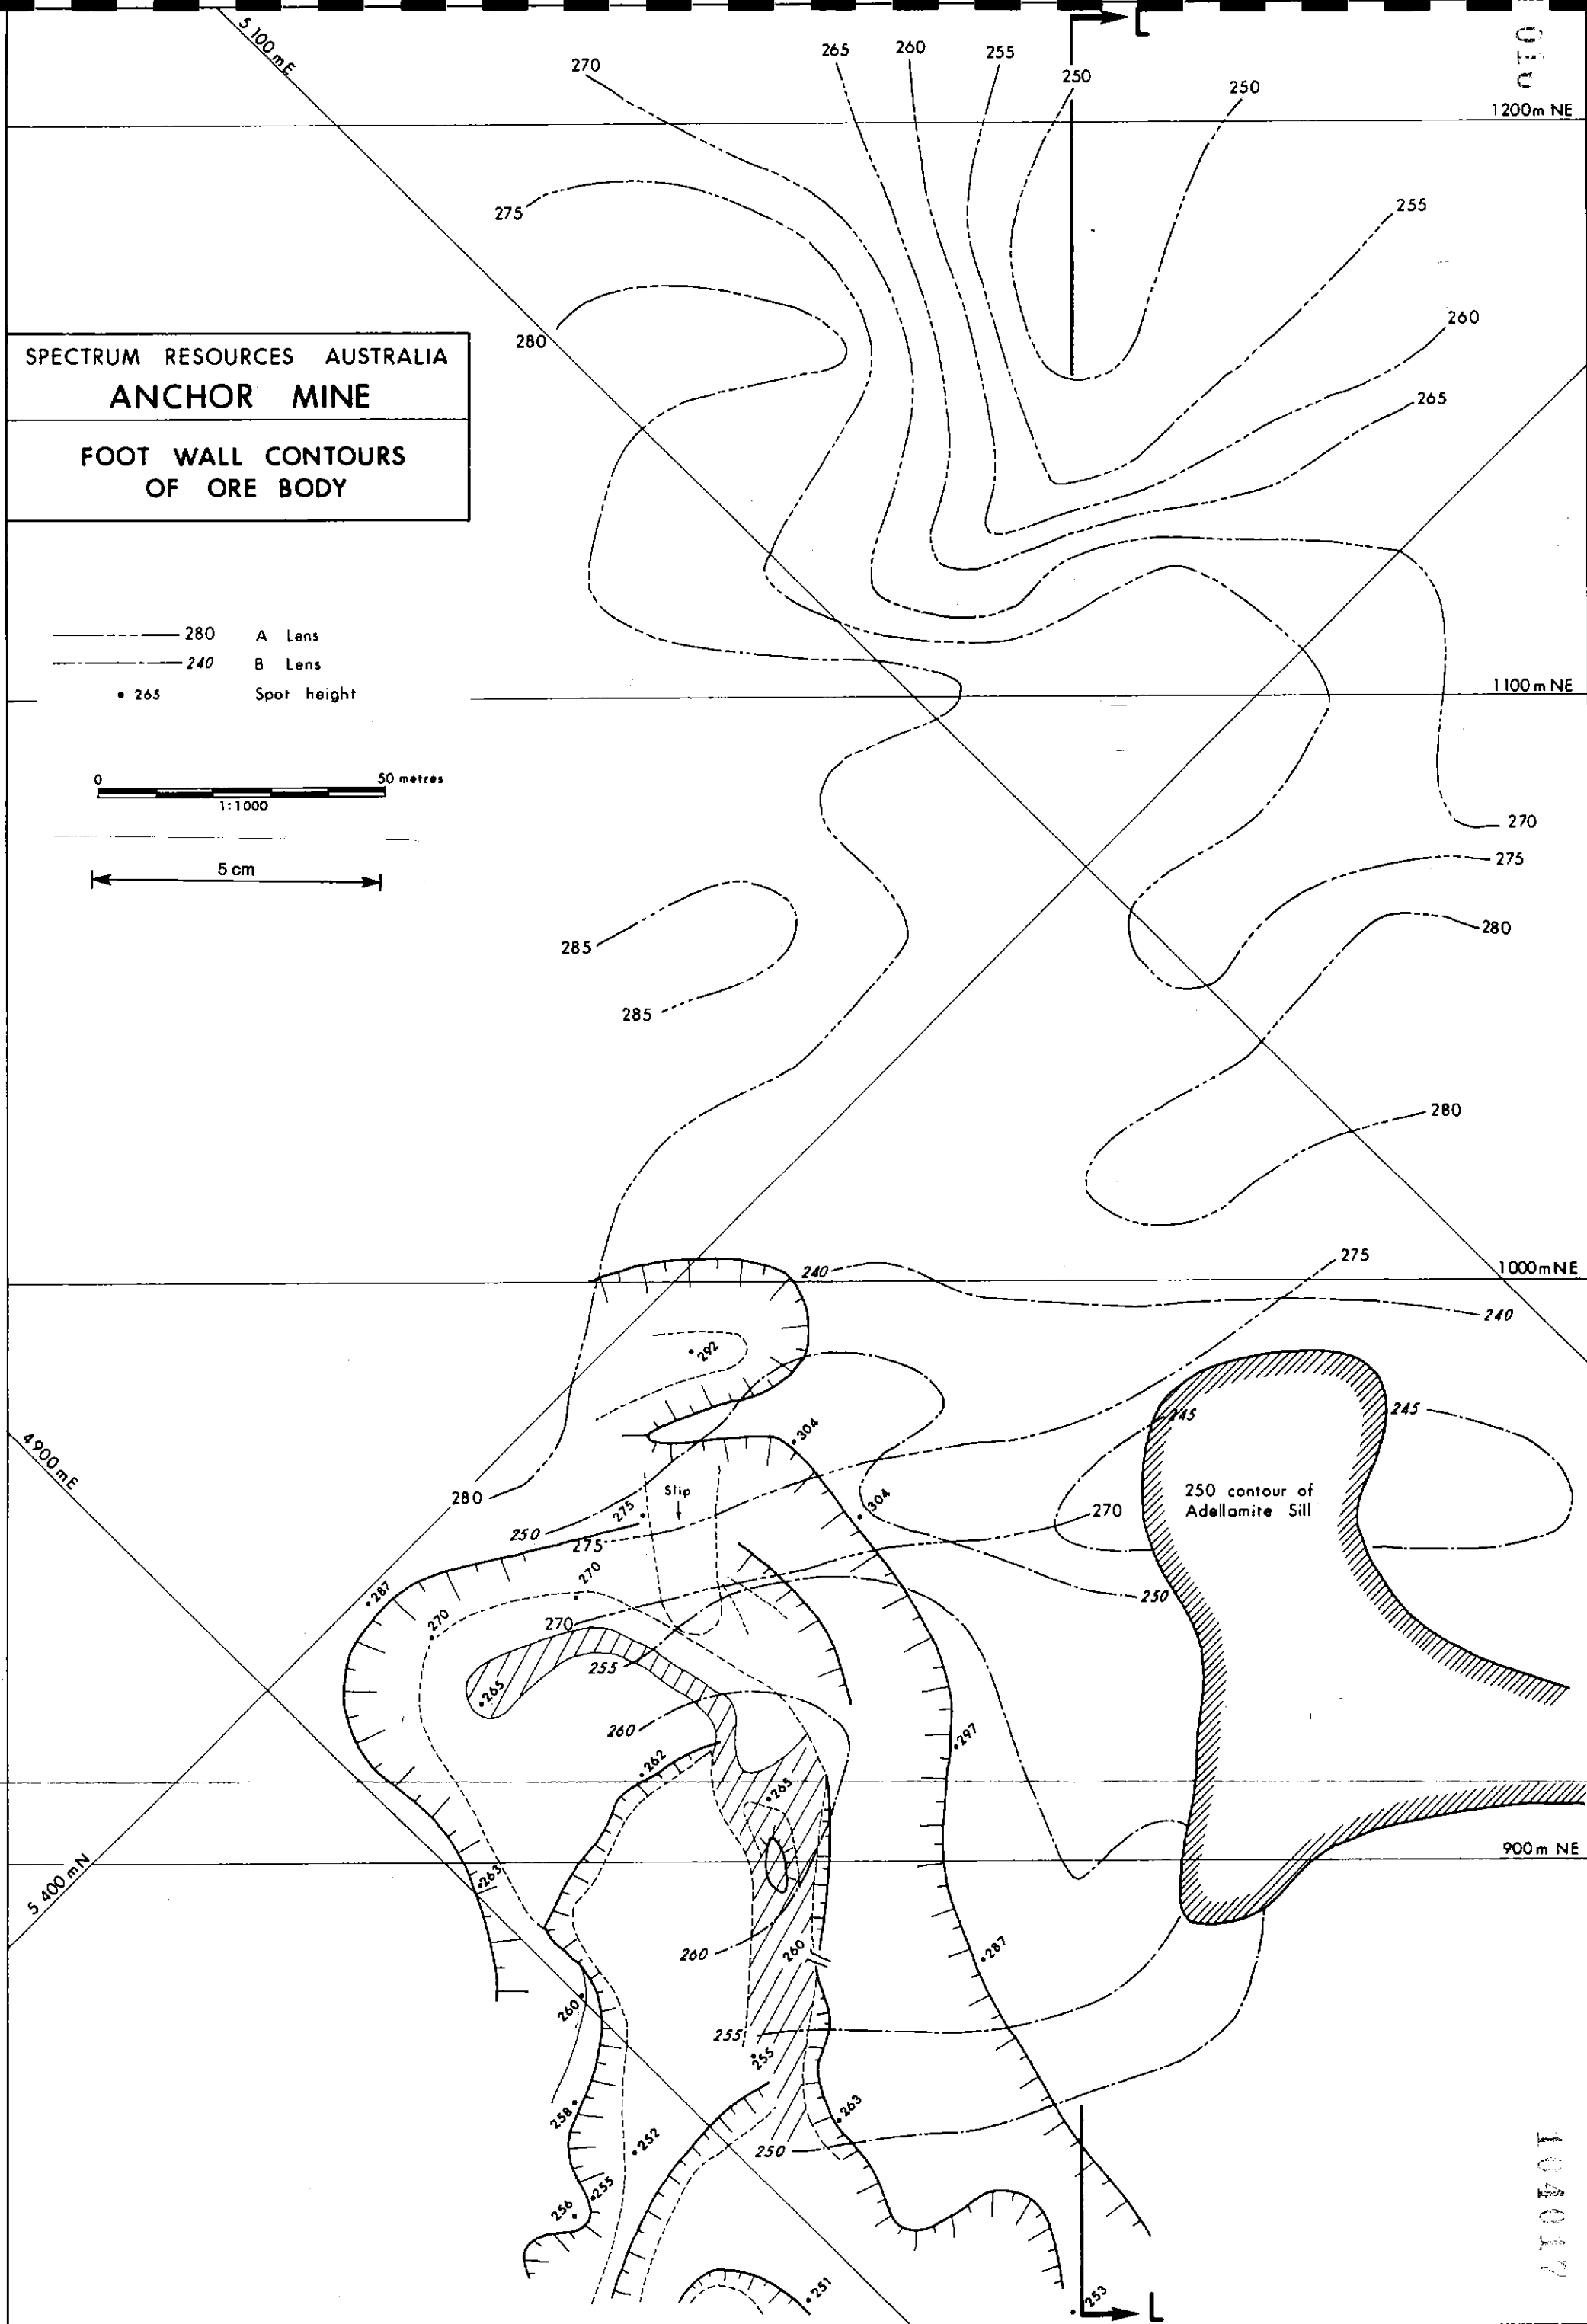 L
5 100 mE
270
265
260
255
250
250
1200m NE
275
255
280
260
265
SPECTRUM RESOURCES AUSTRALIA
ANCHOR MINE
FOOT WALL CONTOURS
OF ORE BODY
280 A Lens
240 B Lens
265 Spot height
1100 m NE
0 50 metres
1:1000
5 cm
270
275
285
280
285
280
275
1000mNE
240
240
292
304
245
245
4900mE
280
275
Slip
304
270
250 contour of
Adellamite Sill
250
275
270
287
270
250
270
255
265
260
297
262
265
900m NE
263
5 400 mN
260
260
287
260
255
255
258
263
252
250
255
256
251
253
L
104017